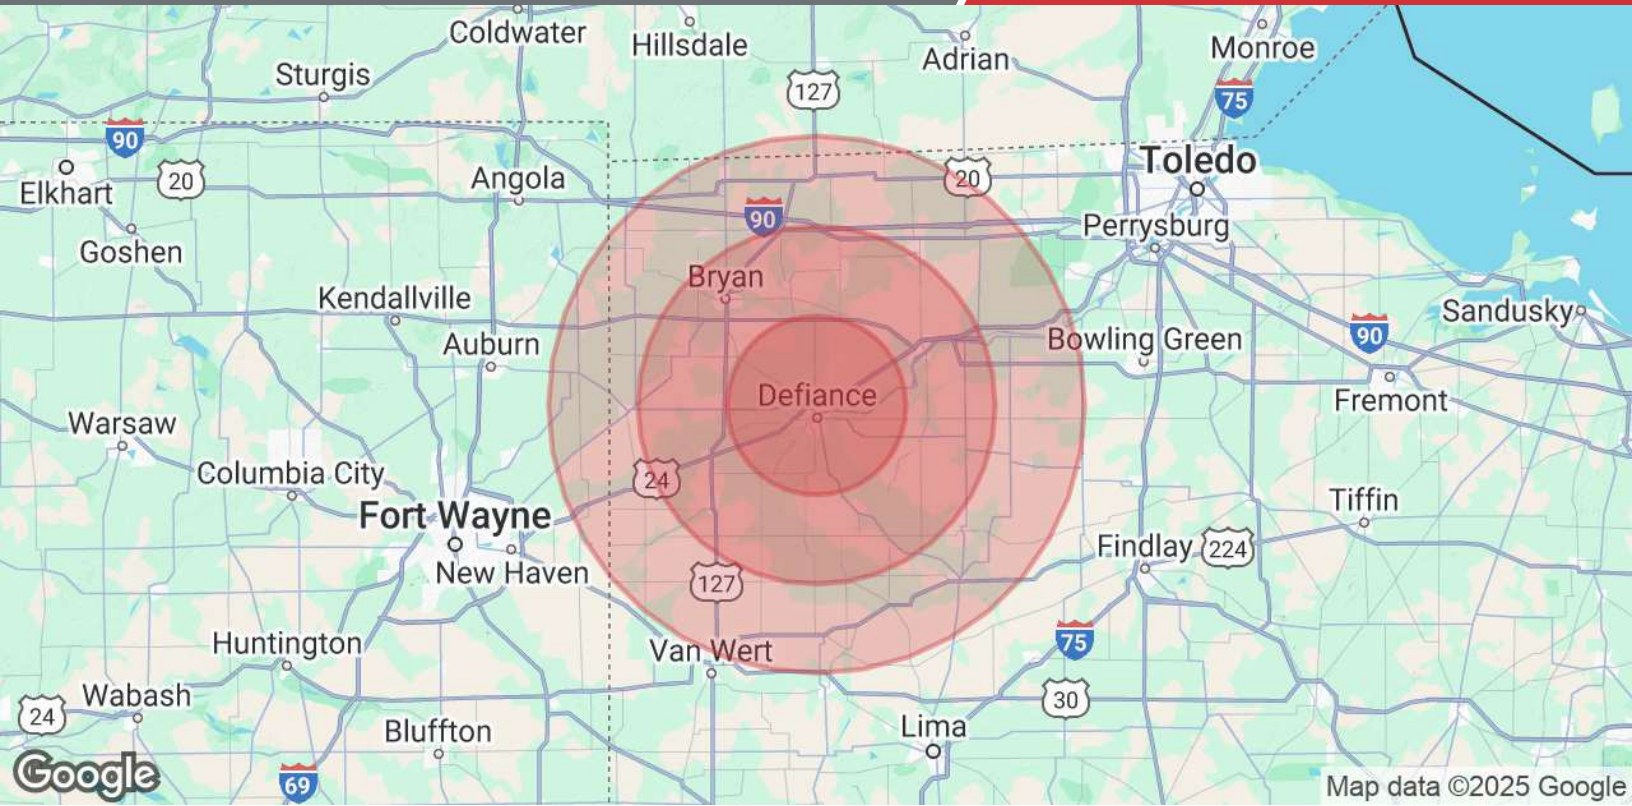 Coldwater
Hillsdale
Adrian
Monroe
Sturgis
127
75
90
Toledo
20
Elkhart
Angola
20
90
Perrysburg
Goshen
Bryan
Kendallville
Sandusky
Auburn
Bowling Green
90
Defiance
Fremont
Warsaw
Columbia City
24
Tiffin
Fort Wayne
Findlay
224
New Haven
127
Huntington
Van Wert
75
Wabash
30
24
Bluffton
Lima
Google
69
Map data ©2025 Google